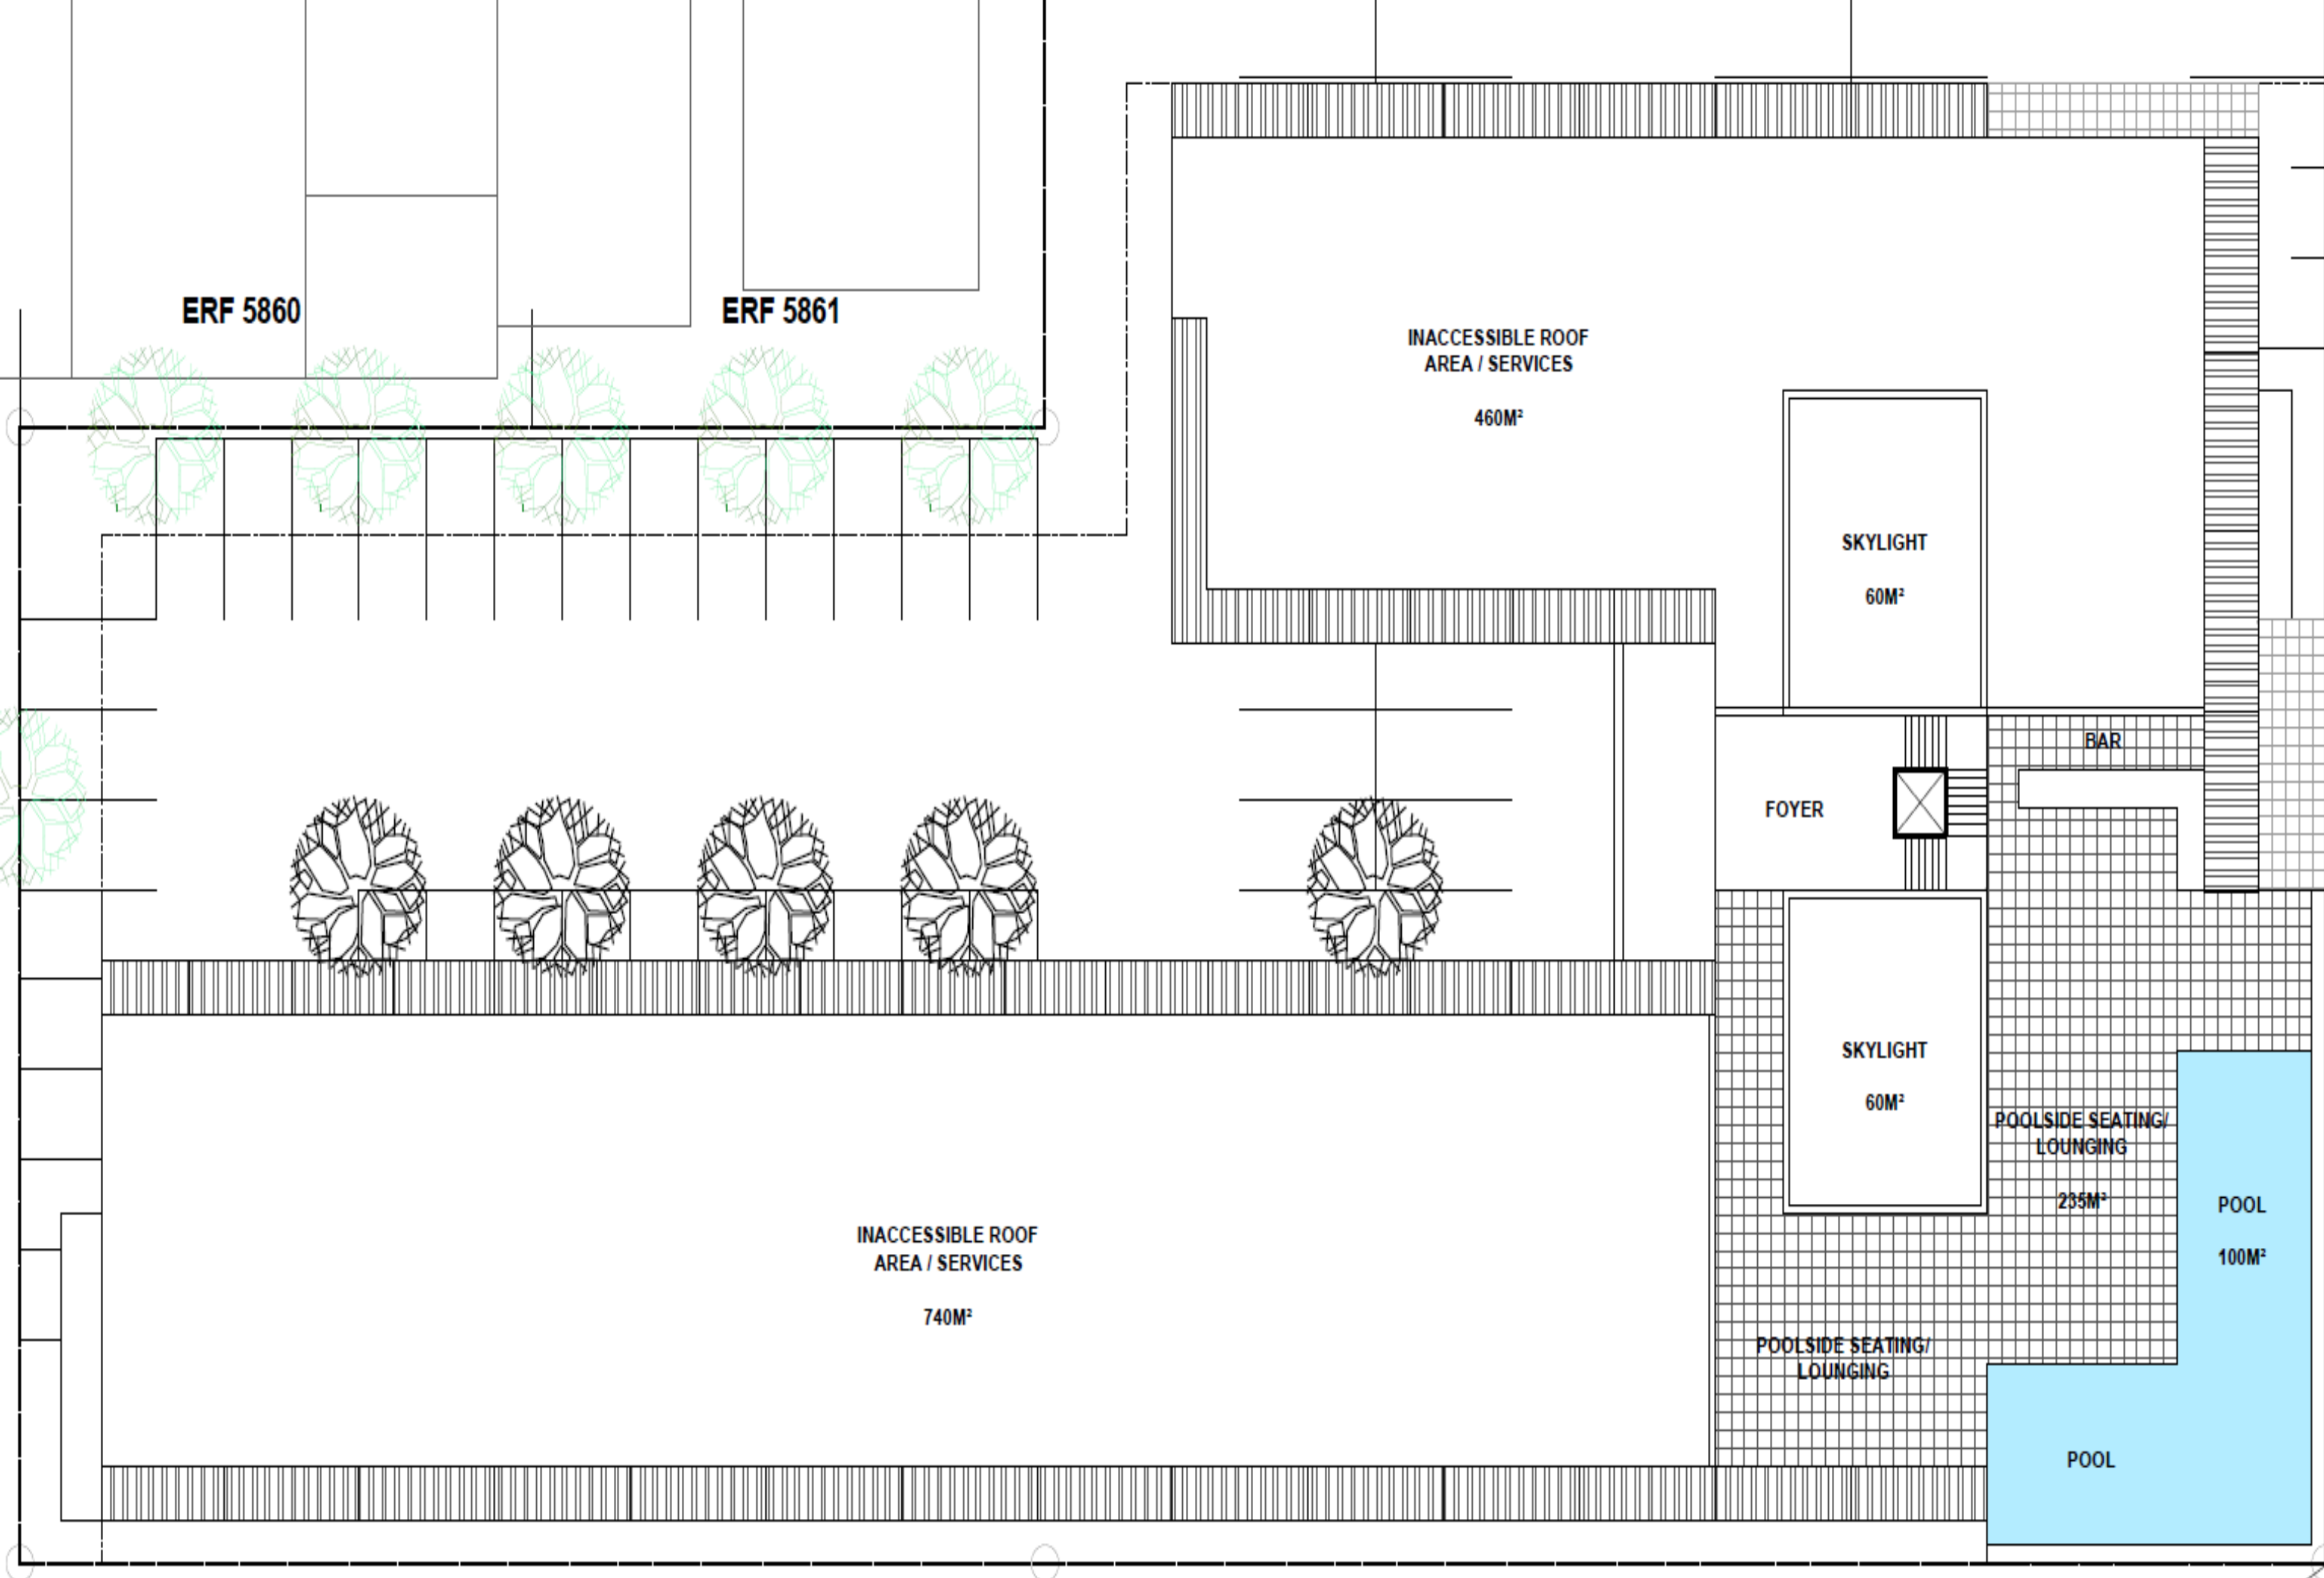 ERF 5860
ERF 5861
INACCESSIBLE ROOF
AREA / SERVICES
460M²
SKYLIGHT
60M²
BAR
FOYER
SKYLIGHT
60M²
POOLSIDE SEATING/
LOUNGING
235M²
POOL
100M²
INACCESSIBLE ROOF
AREA / SERVICES
740M²
POOLSIDE SEATING/
LOUNGING
POOL